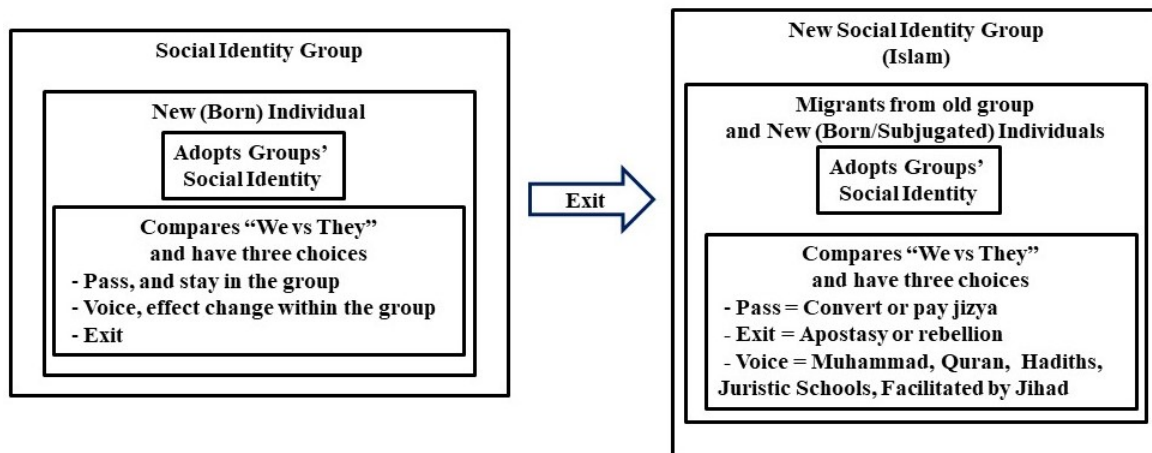 Social Identity Group
New (Born) Individual
Adopts Groups’
Social Identity
Compares “We vs They”
and have three choices
- Pass, and stay in the group
- Voice, effect change within the group
- Exit
Exit
New Social Identity Group
(Islam)
Migrants from old group
and New (Born/Subjugated) Individuals
Adopts Groups’
Social Identity
Compares “We vs They”
and have three choices
- Pass = Convert or pay jizya
- Exit = Apostasy or rebellion
- Voice = Muhammad, Quran, Hadiths,
Juristic Schools, Facilitated by Jihad